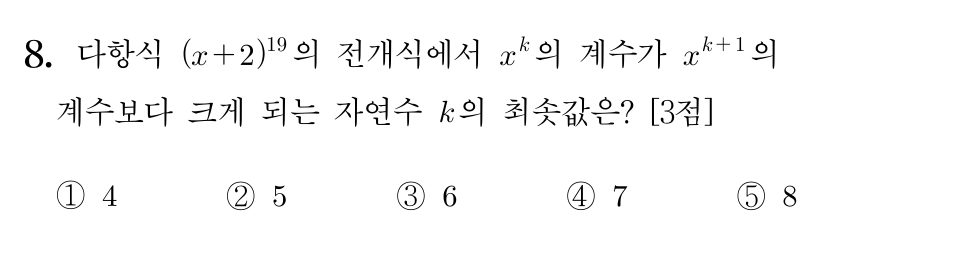 8. 다항식 $(x+2)^{19}$의 전개식에서 $x^k$의 계수가 $x^{k+1}$의
계수보다 크게 되는 자연수 $k$의 최솟값은? [3점]
① 4 ② 5 ③ 6 ④ 7 ⑤ 8